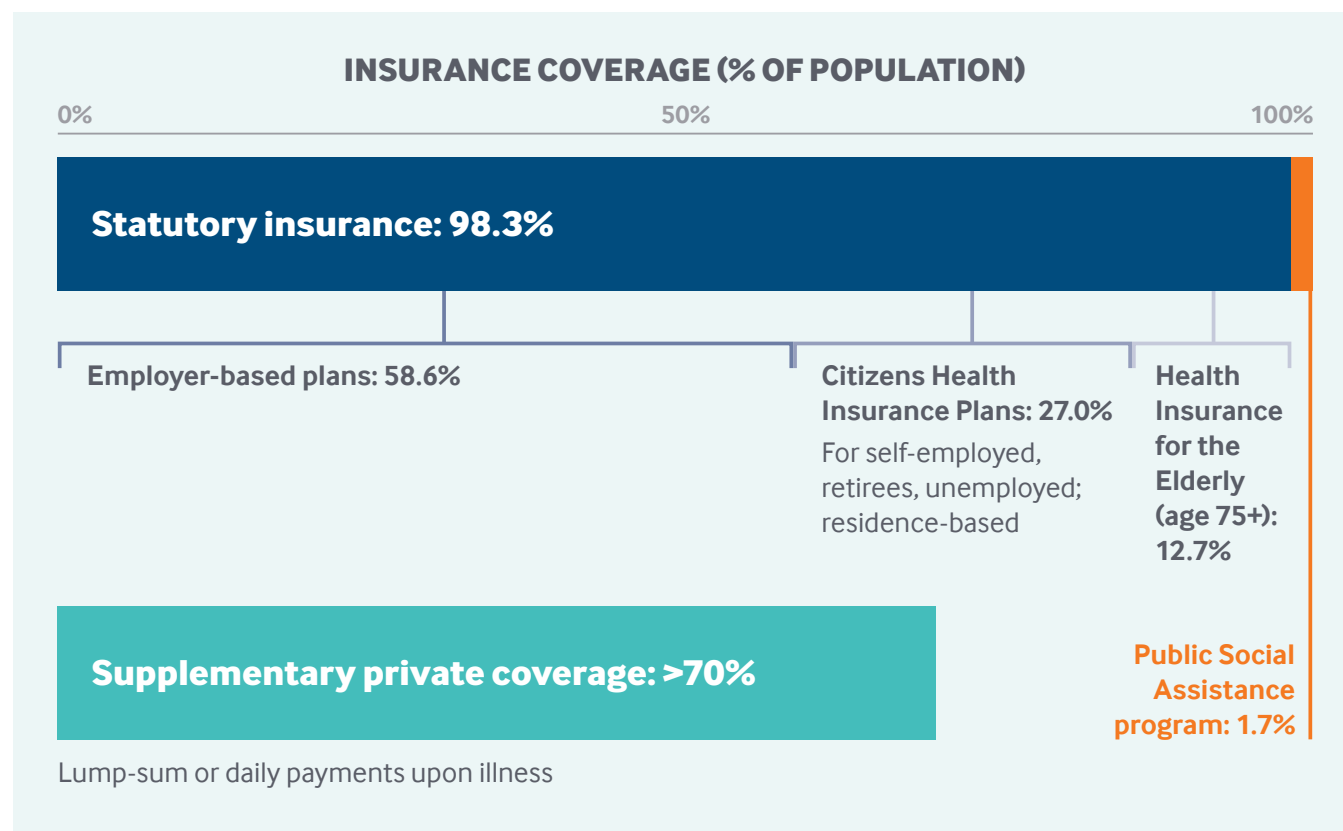 INSURANCE COVERAGE (% OF POPULATION)
0% 50% 100%
Statutory insurance: 98.3%
Employer-based plans: 58.6%
Citizens Health
Insurance Plans: 27.0%
For self-employed,
retirees, unemployed;
residence-based
Health
Insurance
for the
Elderly
(age 75+):
12.7%
Supplementary private coverage: >70%
Lump-sum or daily payments upon illness
Public Social
Assistance
program: 1.7%